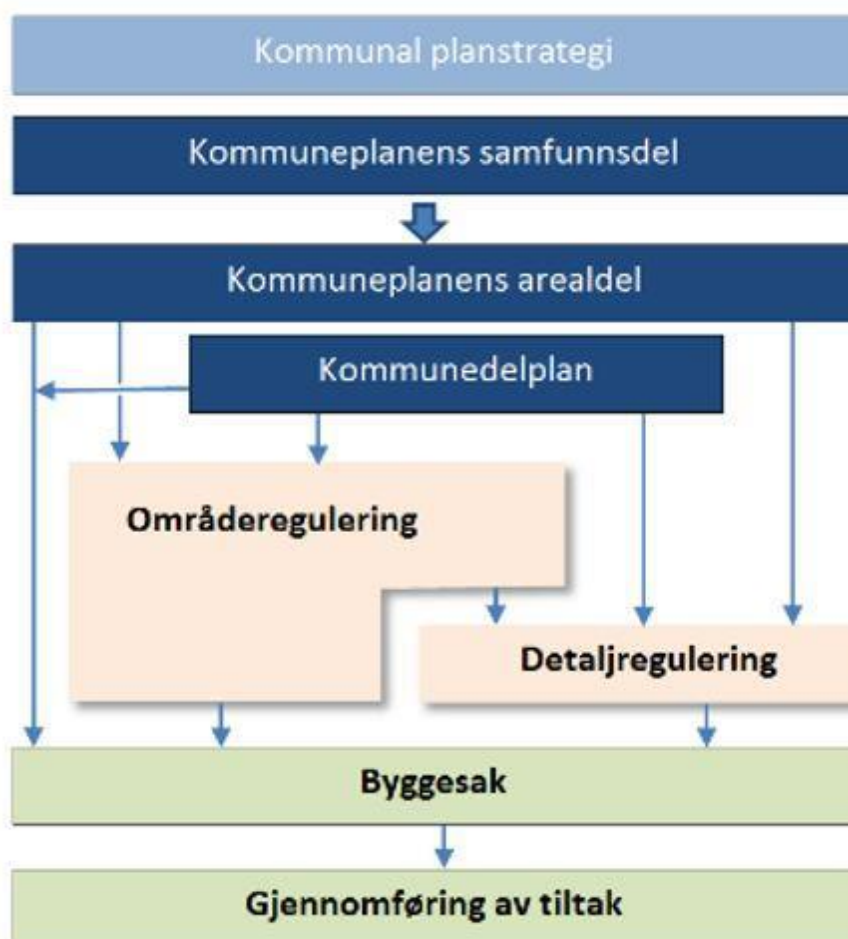 Kommunal planstrategi
Kommuneplanens samfunnsdel
Kommuneplanens arealdel
Kommunedelplan
Områderegulering
Detaljregulering
Byggesak
Gjennomføring av tiltak